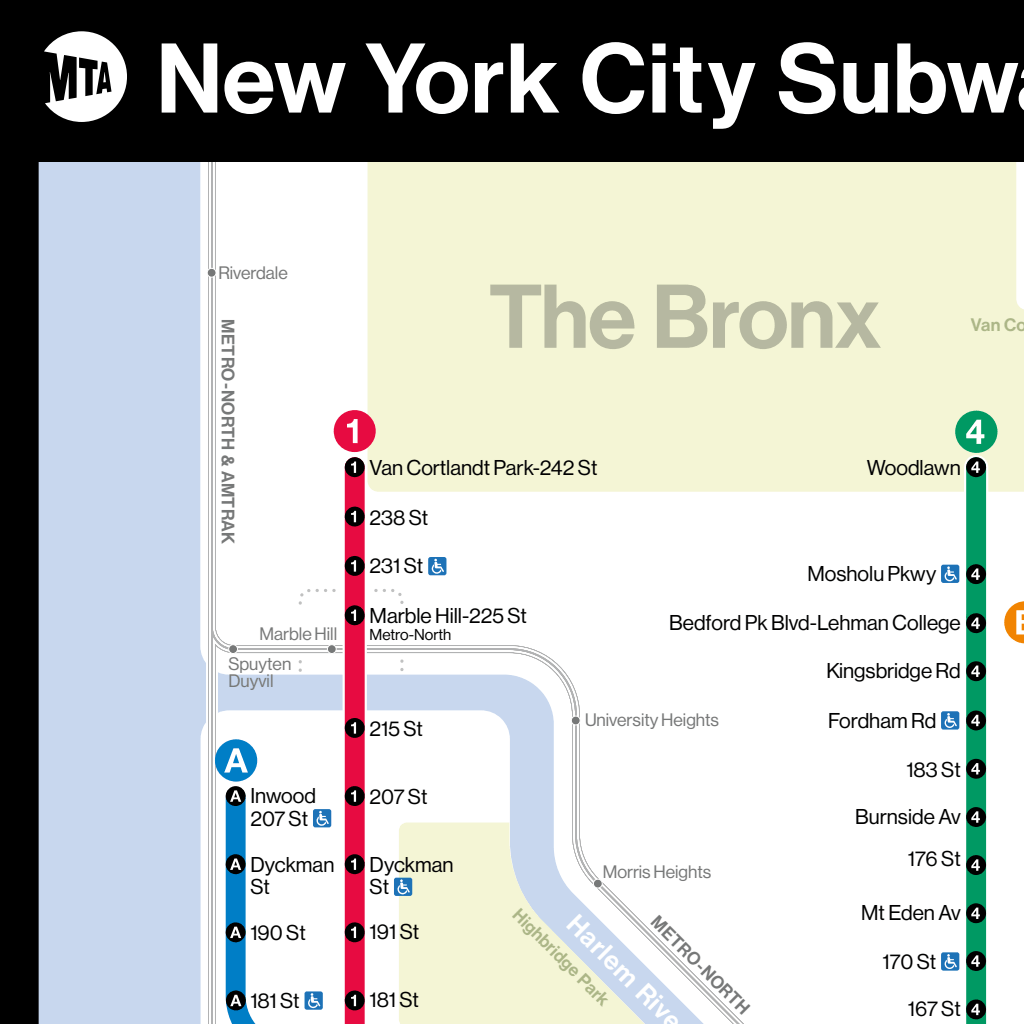 MTA
New York City Subwa
Riverdale
METRO-NORTH & AMTRAK
The Bronx
Van Co
1
4
1 Van Cortlandt Park-242 St
Woodlawn 4
1 238 St
1 231 St
Mosholu Pkwy 4
1 Marble Hill-225 St
Metro-North
Bedford Pk Blvd-Lehman College 4
Marble Hill
Spuyten
Duyvil
Kingsbridge Rd 4
1 215 St
University Heights
Fordham Rd 4
A
183 St 4
A Inwood
207 St
1 207 St
Burnside Av 4
A Dyckman
St
1 Dyckman
St
Morris Heights
176 St 4
A 190 St
1 191 St
Highbridge Park
Harlem Rive
METRO-NORTH
Mt Eden Av 4
170 St 4
A 181 St
1 181 St
167 St 4